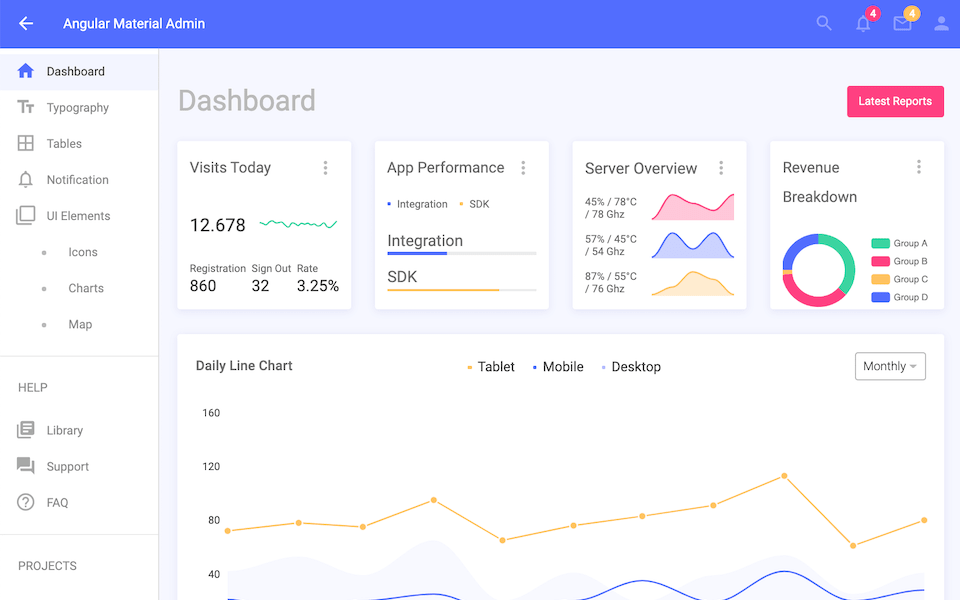 Angular Material Admin
4
4
Dashboard
Typography
Tables
Notification
UI Elements
Icons
Charts
Map
HELP
Library
Support
FAQ
PROJECTS
Dashboard
Latest Reports
Visits Today
12.678
Registration Sign Out Rate
860 32 3.25%
App Performance
Integration SDK
Integration
SDK
Server Overview
45% / 78°C
/ 78 Ghz
57% / 45°C
/ 54 Ghz
87% / 55°C
/ 76 Ghz
Revenue
Breakdown
Group A
Group B
Group C
Group D
Daily Line Chart
Tablet Mobile Desktop
Monthly
160
120
80
40